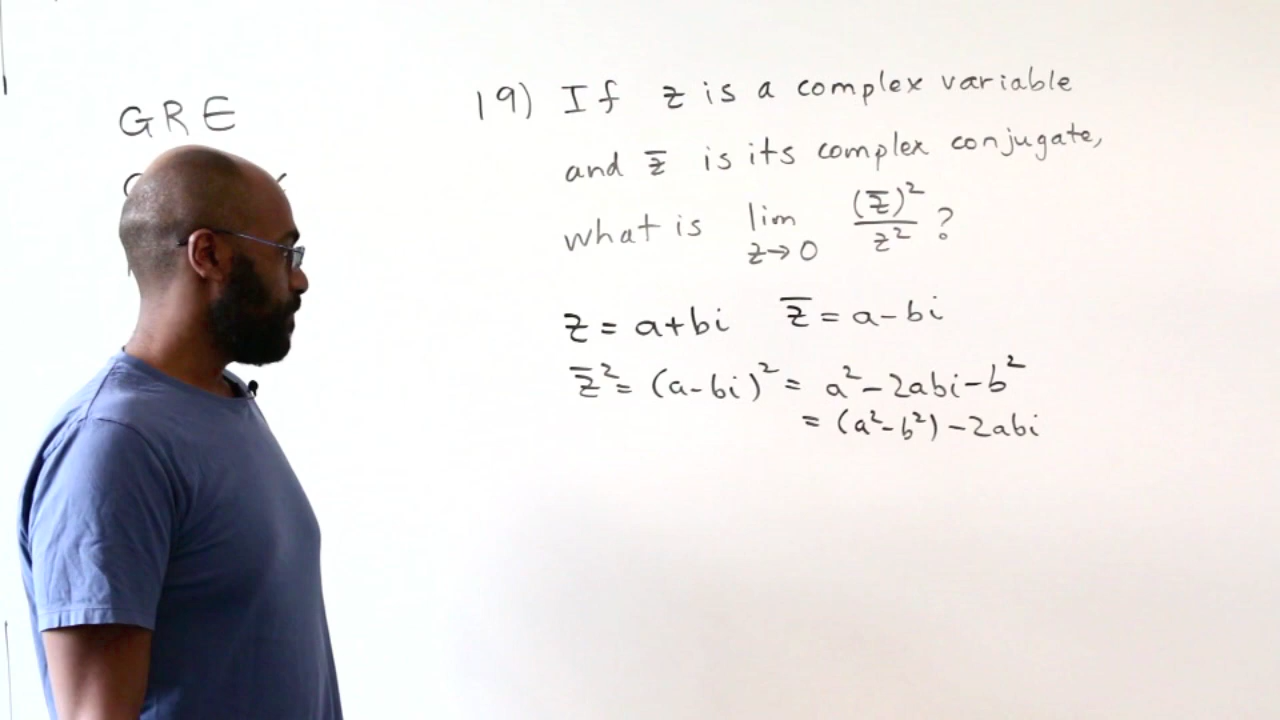 GRE
19) If z is a complex variable
and z̅ is its complex conjugate,
what is lim z→0 (z̅)²/z² ?
z = a+bi z̅ = a-bi
z̅² = (a-bi)² = a²-2abi-b²
= (a²-b²)-2abi